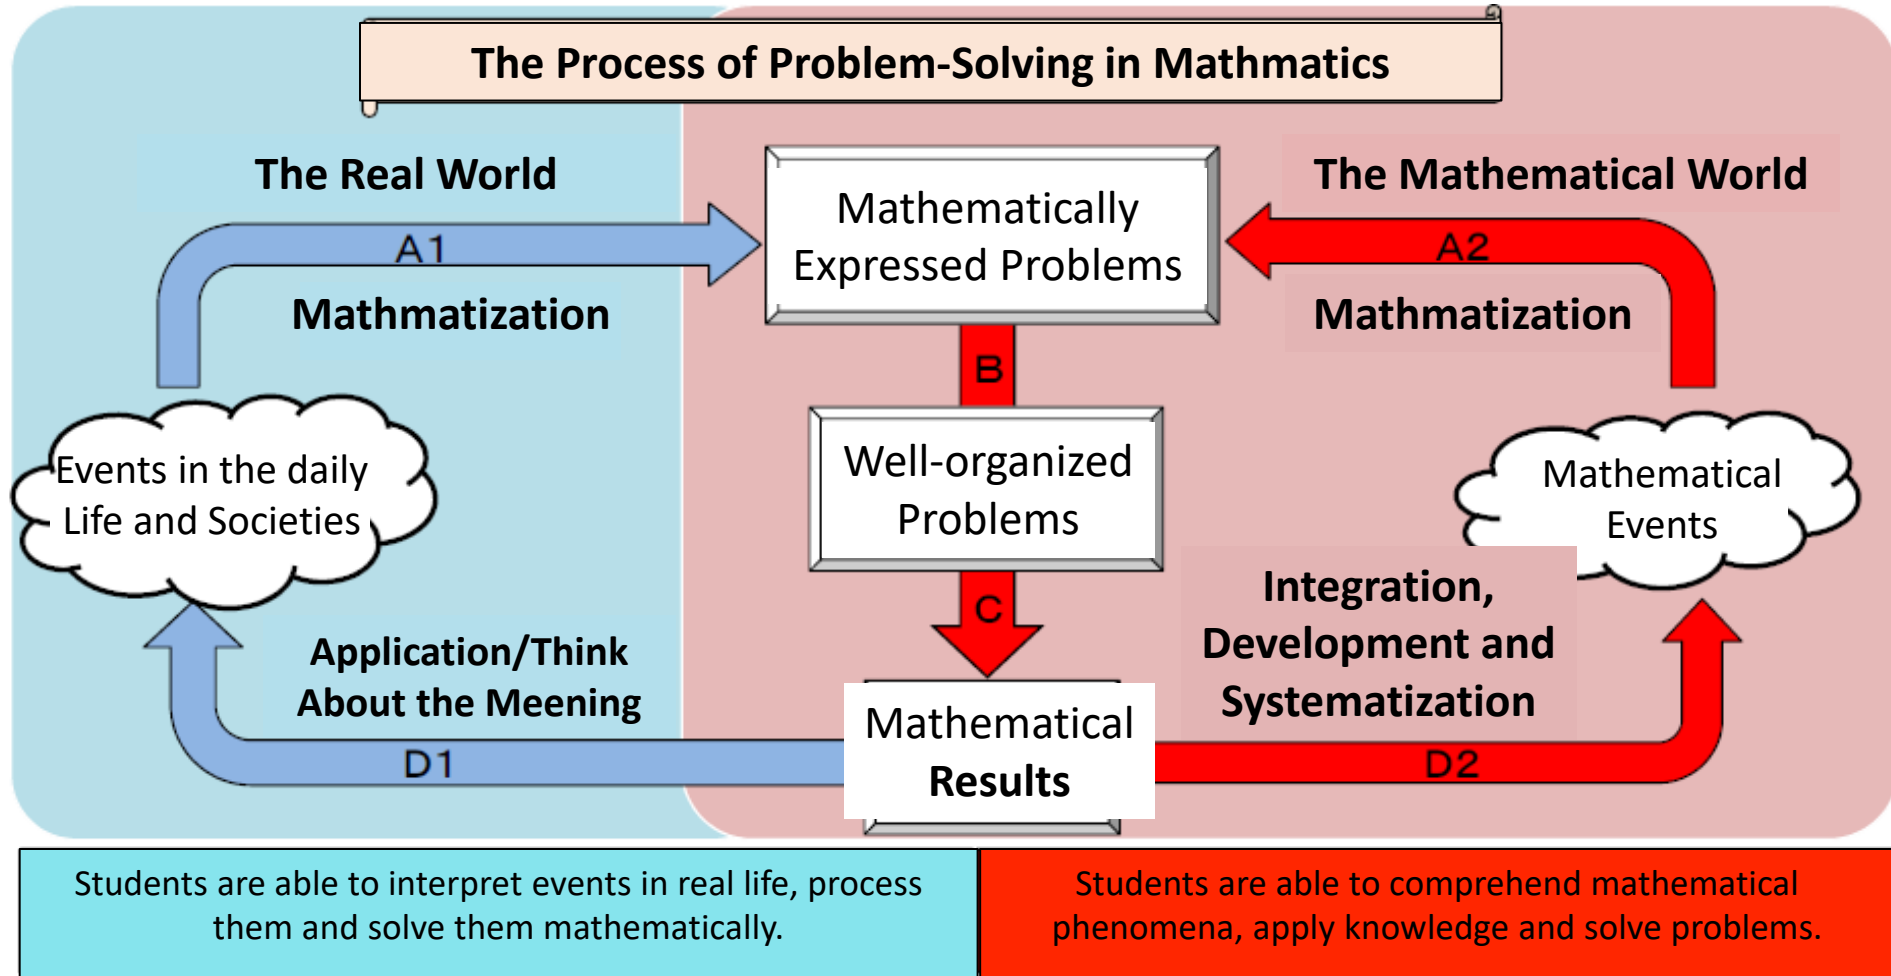 The Process of Problem-Solving in Mathmatics
The Real World
The Mathematical World
A1
Mathmatization
Mathematically
Expressed Problems
A2
Mathmatization
B
Events in the daily
Life and Societies
Well-organized
Problems
Mathematical
Events
C
Application/Think
About the Meening
D1
Integration,
Development and
Systematization
Mathematical
Results
D2
Students are able to interpret events in real life, process
them and solve them mathematically.
Students are able to comprehend mathematical
phenomena, apply knowledge and solve problems.